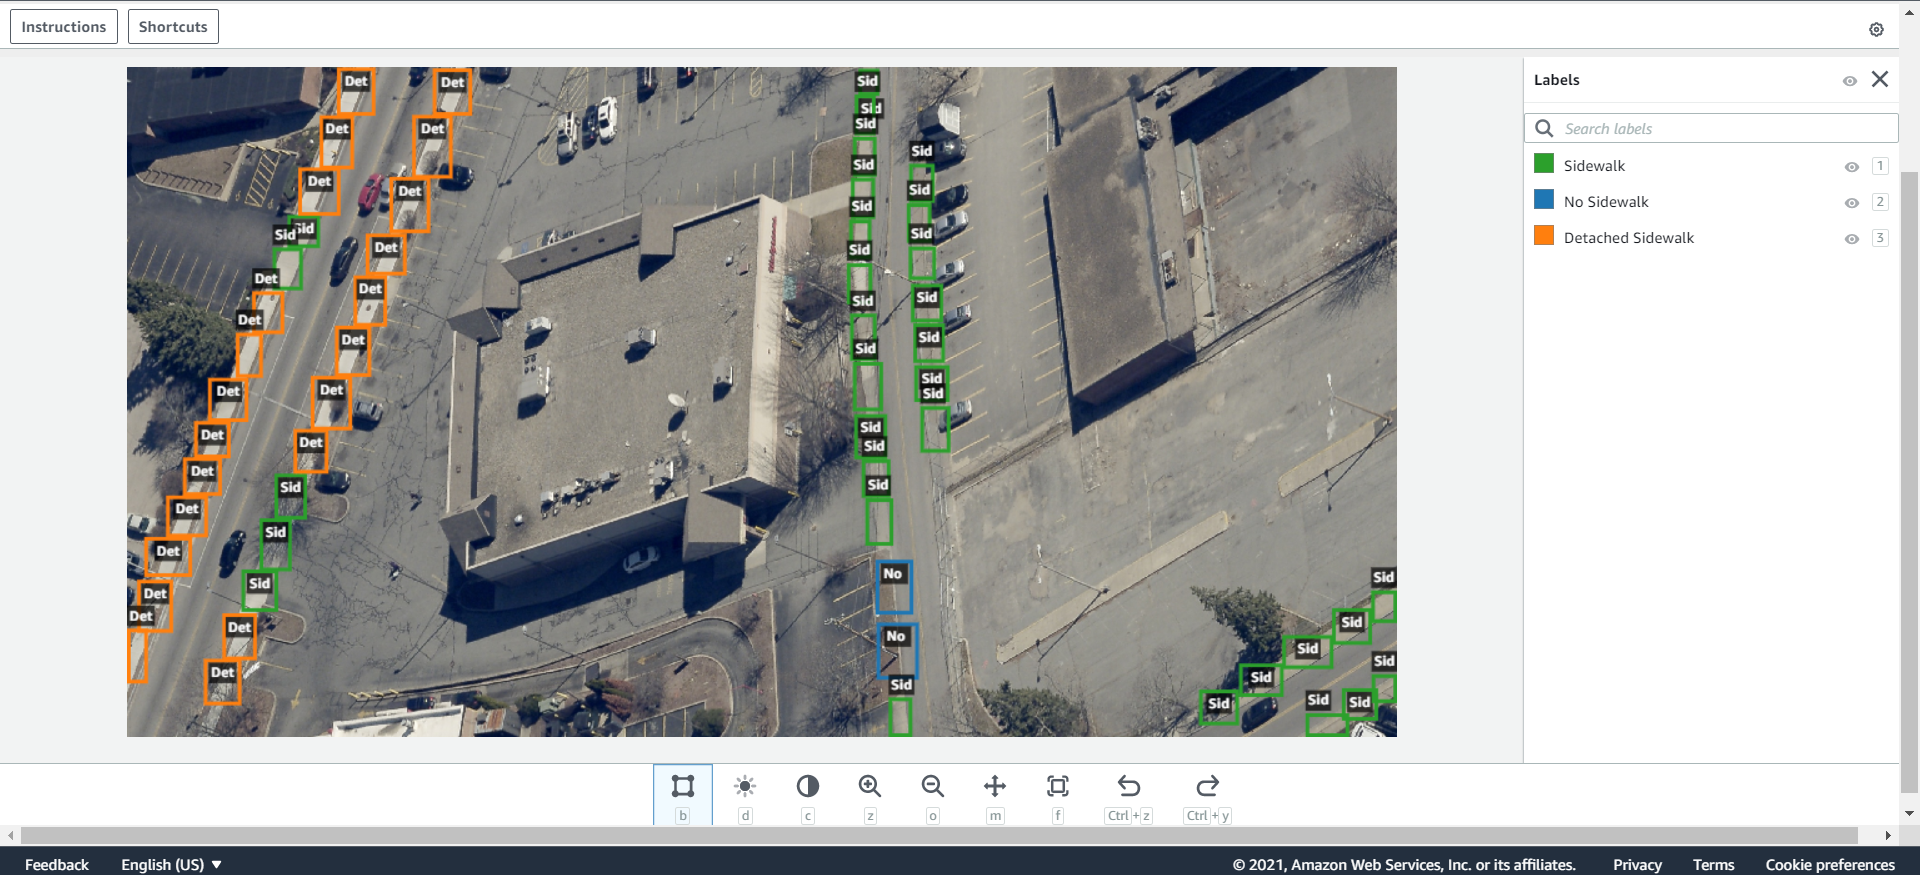 Instructions
Shortcuts
Det
Det
Sid
Labels
Det
Det
Sid
Search labels
Sid
Sidewalk
1
Det
Det
Sid
Sid
No Sidewalk
2
Sid
Sid
Detached Sidewalk
3
Sid
Sid
Sid
Det
Sid
Det
Det
Sid
Sid
Det
Det
Sid
Sid
Det
Det
Sid
Sid
Det
Det
Sid
Det
Sid
Det
Sid
Sid
Sid
Det
Sid
Det
Sid
No
Sid
Sid
Det
Det
Sid
Det
No
Sid
Sid
Det
Sid
Sid
Sid
Sid
Sid
b
d
c
z
o
m
f
Ctrl + z
Ctrl + y
Feedback
English (US)
© 2021, Amazon Web Services, Inc. or its affiliates.
Privacy
Terms
Cookie preferences